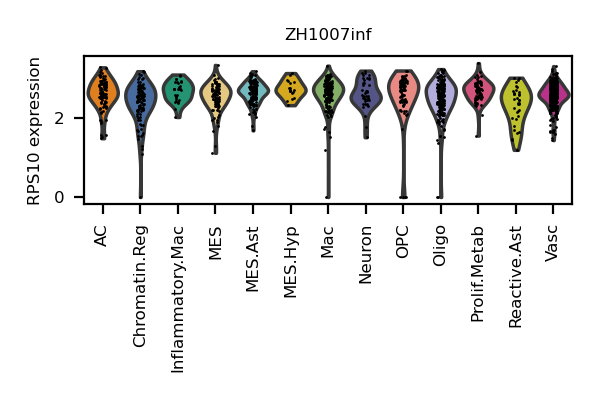 ZH1007inf
RPS10 expression
2
0
AC
Chromatin.Reg
Inflammatory.Mac
MES
MES.Ast
MES.Hyp
Mac
Neuron
OPC
Oligo
Prolif.Metab
Reactive.Ast
Vasc